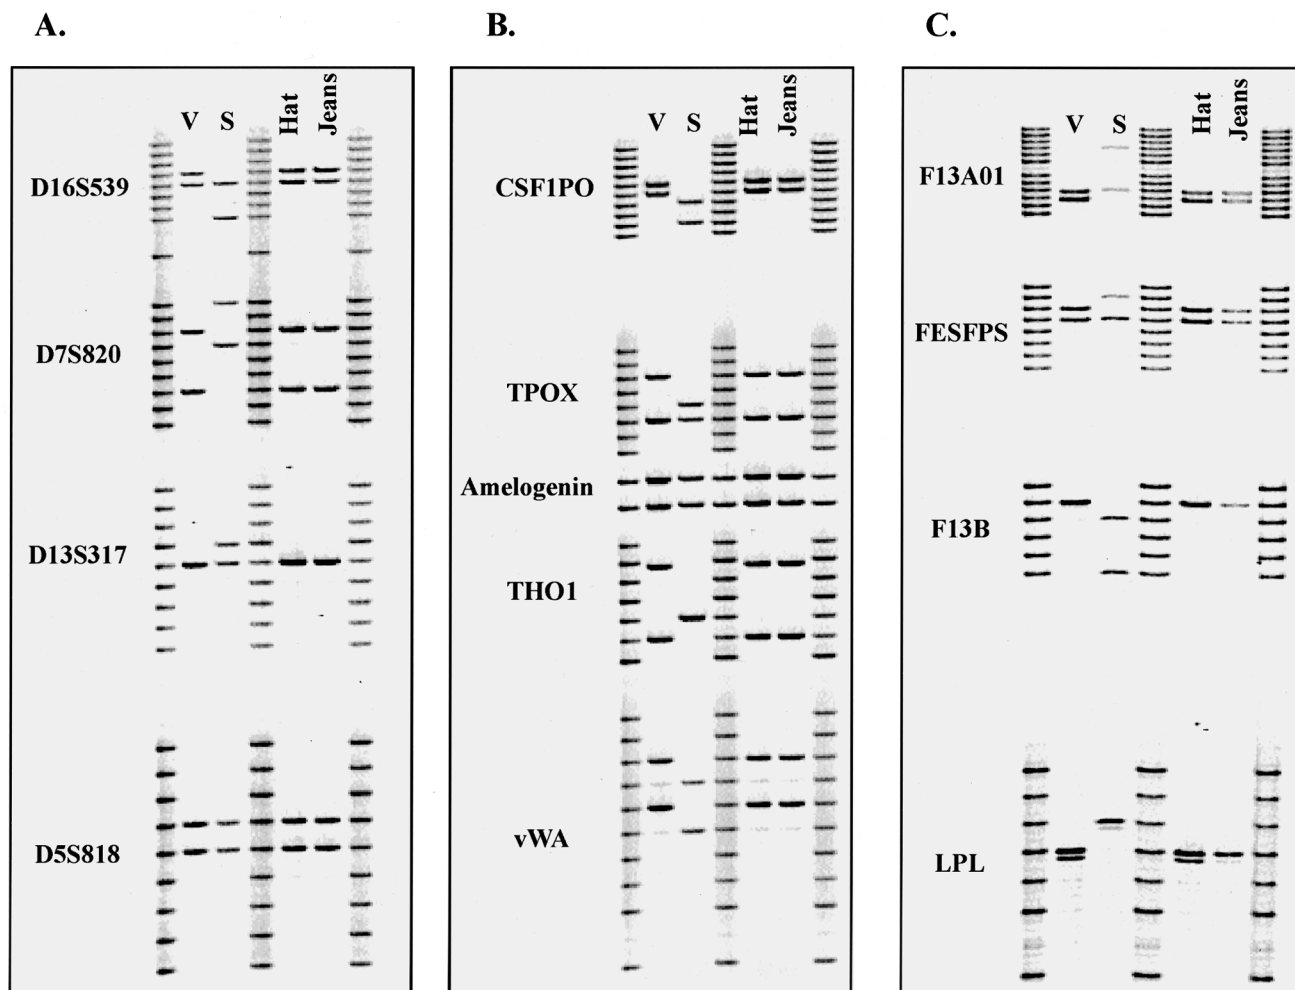 A.
V S Hat Jeans
D16S539
D7S820
D13S317
D5S818
B.
V S Hat Jeans
CSF1PO
TPOX
Amelogenin
THO1
vWA
C.
V S Hat Jeans
F13A01
FESFPS
F13B
LPL